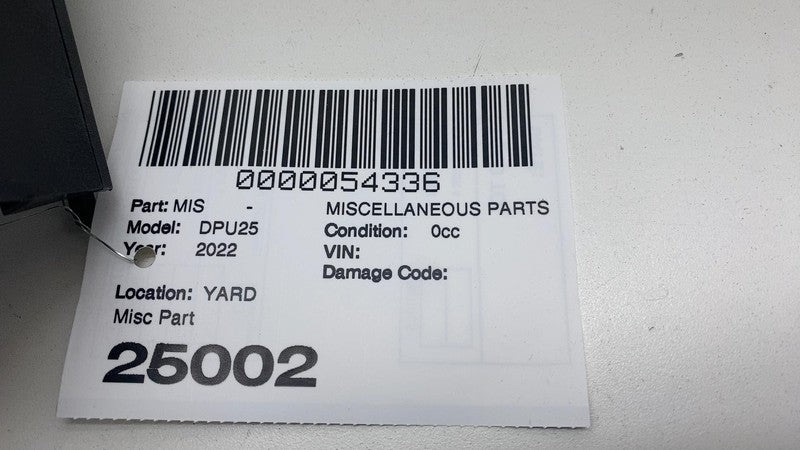 0000054336
Part: MIS - MISCELLANEOUS PARTS
Model: DPU25 Condition: 0cc
Year: 2022 VIN:
Damage Code:
Location: YARD
Misc Part
25002